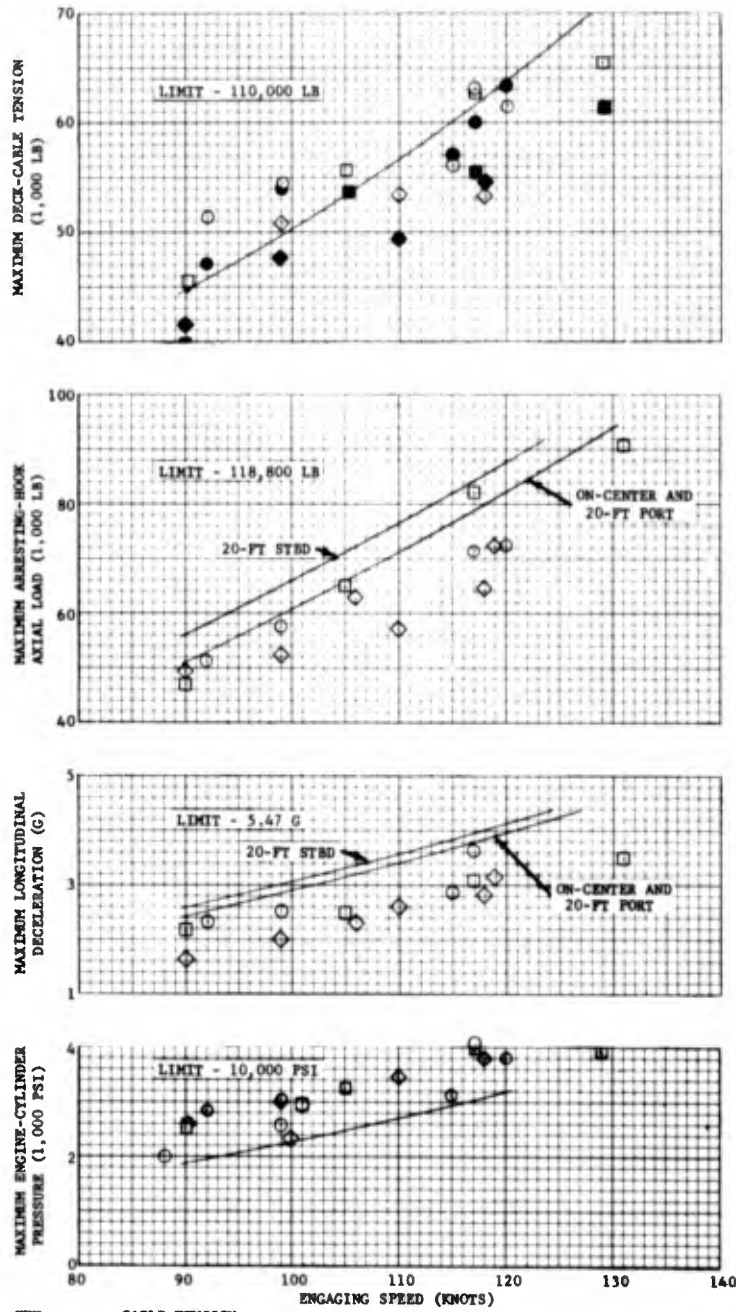 70
60
50
40
MAXIMUM DECK-CABLE TENSION
(1,000 LB)
LIMIT - 110,000 LB
100
80
60
40
MAXIMUM ARRESTING-HOOK
AXIAL LOAD (1,000 LB)
LIMIT - 118,800 LB
20-FT STBD
ON-CENTER AND
20-FT PORT
5
3
1
MAXIMUM LONGITUDINAL
DECELERATION (G)
LIMIT - 5.47 G
20-FT STBD
ON-CENTER AND
20-FT PORT
4
2
0
MAXIMUM ENGINE-CYLINDER
PRESSURE (1,000 PSI)
LIMIT - 10,000 PSI
80 90 100 110 120 130 140
ENGAGING SPEED (KNOTS)